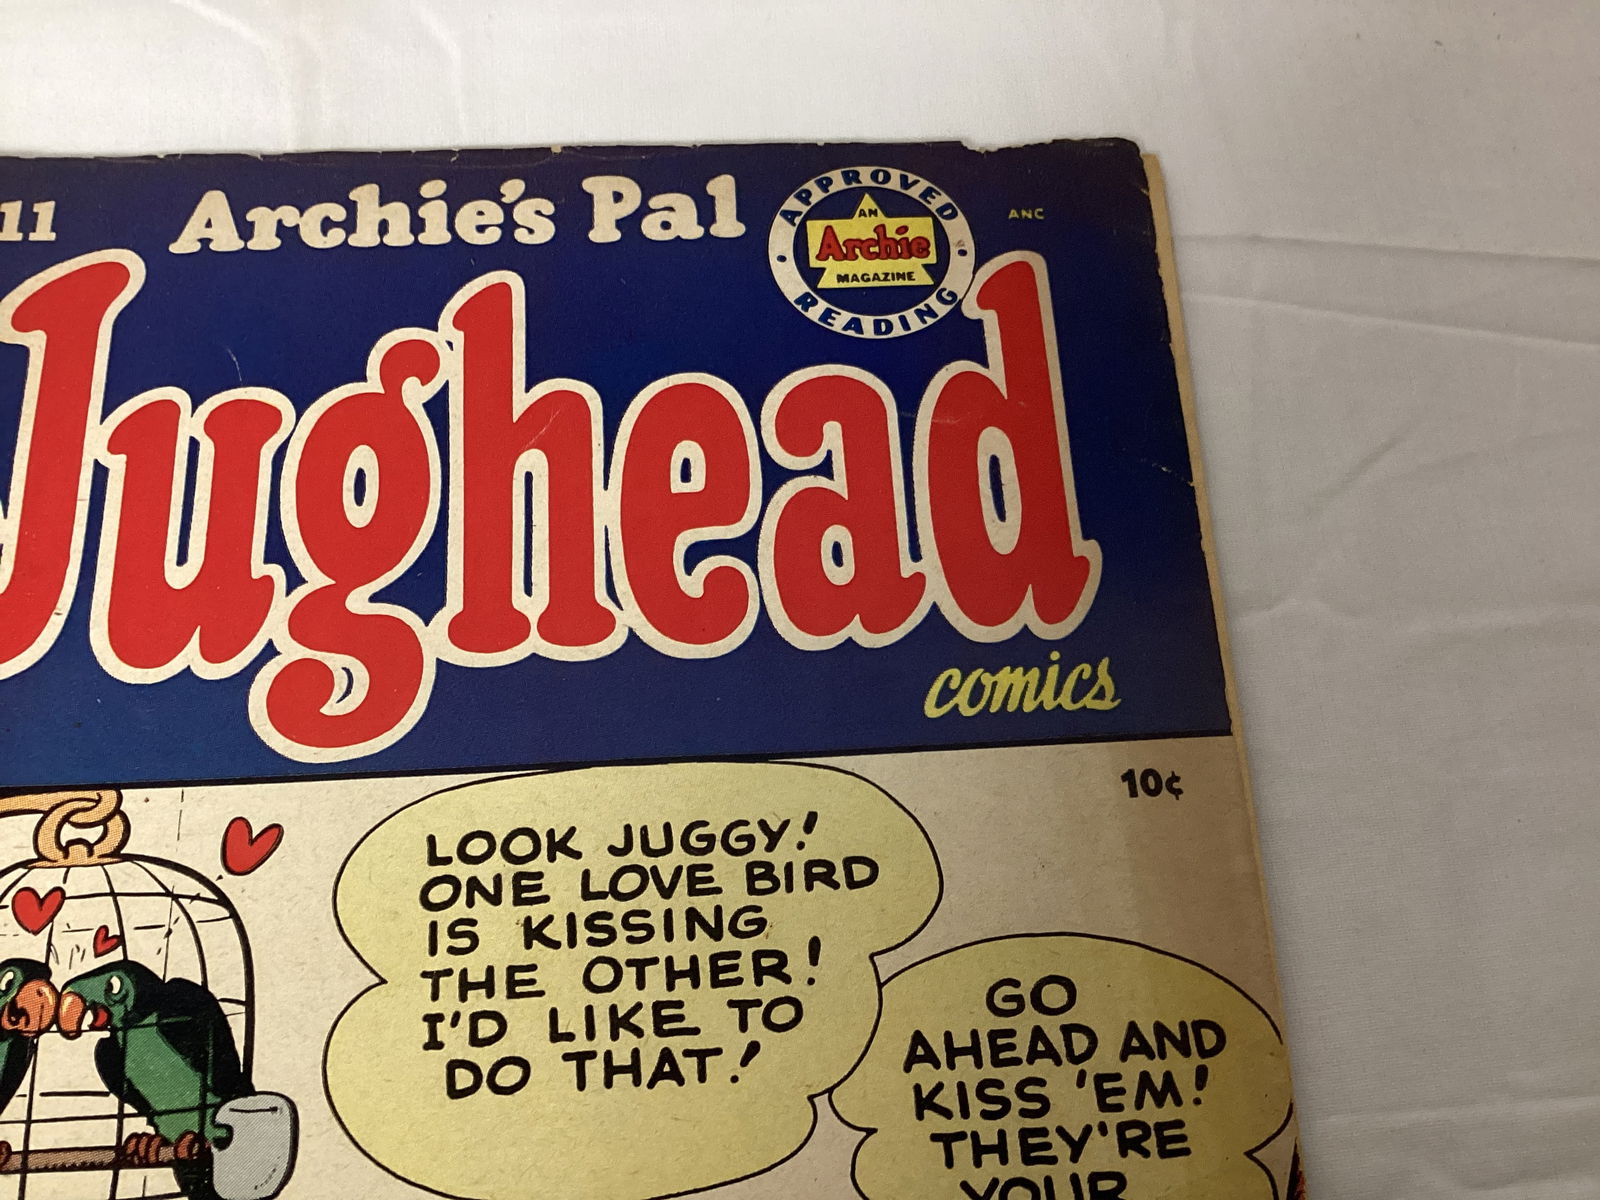 11
Archie's Pal
APPROVED
AN
Archie
MAGAZINE
READING
ANC
Jughead
comics
10¢
LOOK JUGGY!
ONE LOVE BIRD
IS KISSING
THE OTHER!
I'D LIKE TO
DO THAT!
GO
AHEAD AND
KISS 'EM!
THEY'RE
YOUR